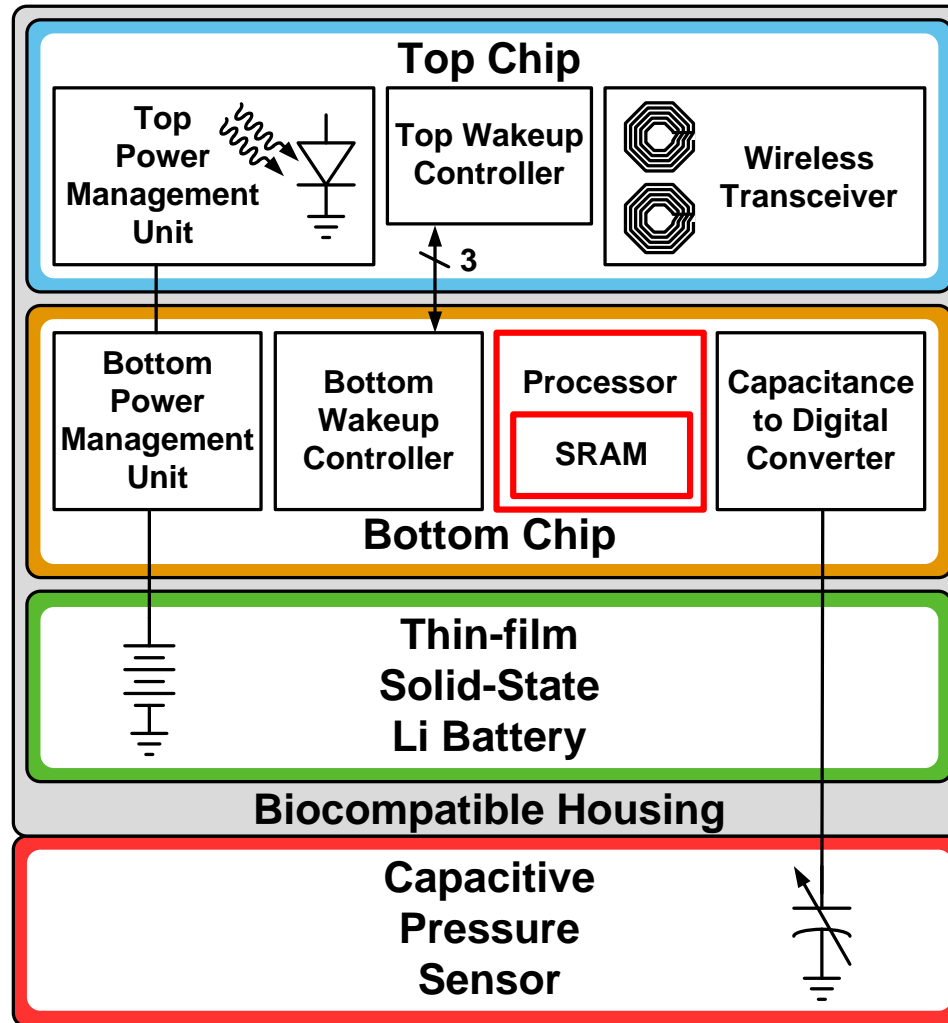 Top Chip
Top
Power
Management
Unit
Top Wakeup
Controller
Wireless
Transceiver
3
Bottom
Power
Management
Unit
Bottom
Wakeup
Controller
Processor
SRAM
Capacitance
to Digital
Converter
Bottom Chip
Thin-film
Solid-State
Li Battery
Biocompatible Housing
Capacitive
Pressure
Sensor